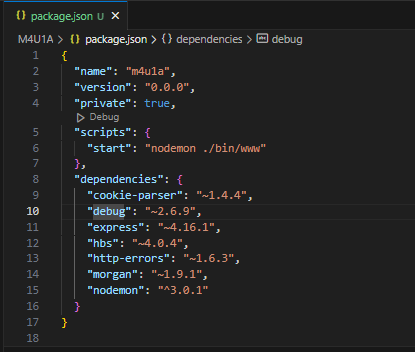 package.json U
M4U1A > package.json > dependencies > debug
1 {
2 "name": "m4u1a",
3 "version": "0.0.0",
4 "private": true,
Debug
5 "scripts": {
6 "start": "nodemon ./bin/www"
7 },
8 "dependencies": {
9 "cookie-parser": "~1.4.4",
10 "debug": "~2.6.9",
11 "express": "~4.16.1",
12 "hbs": "~4.0.4",
13 "http-errors": "~1.6.3",
14 "morgan": "~1.9.1",
15 "nodemon": "^3.0.1"
16 }
17 }
18